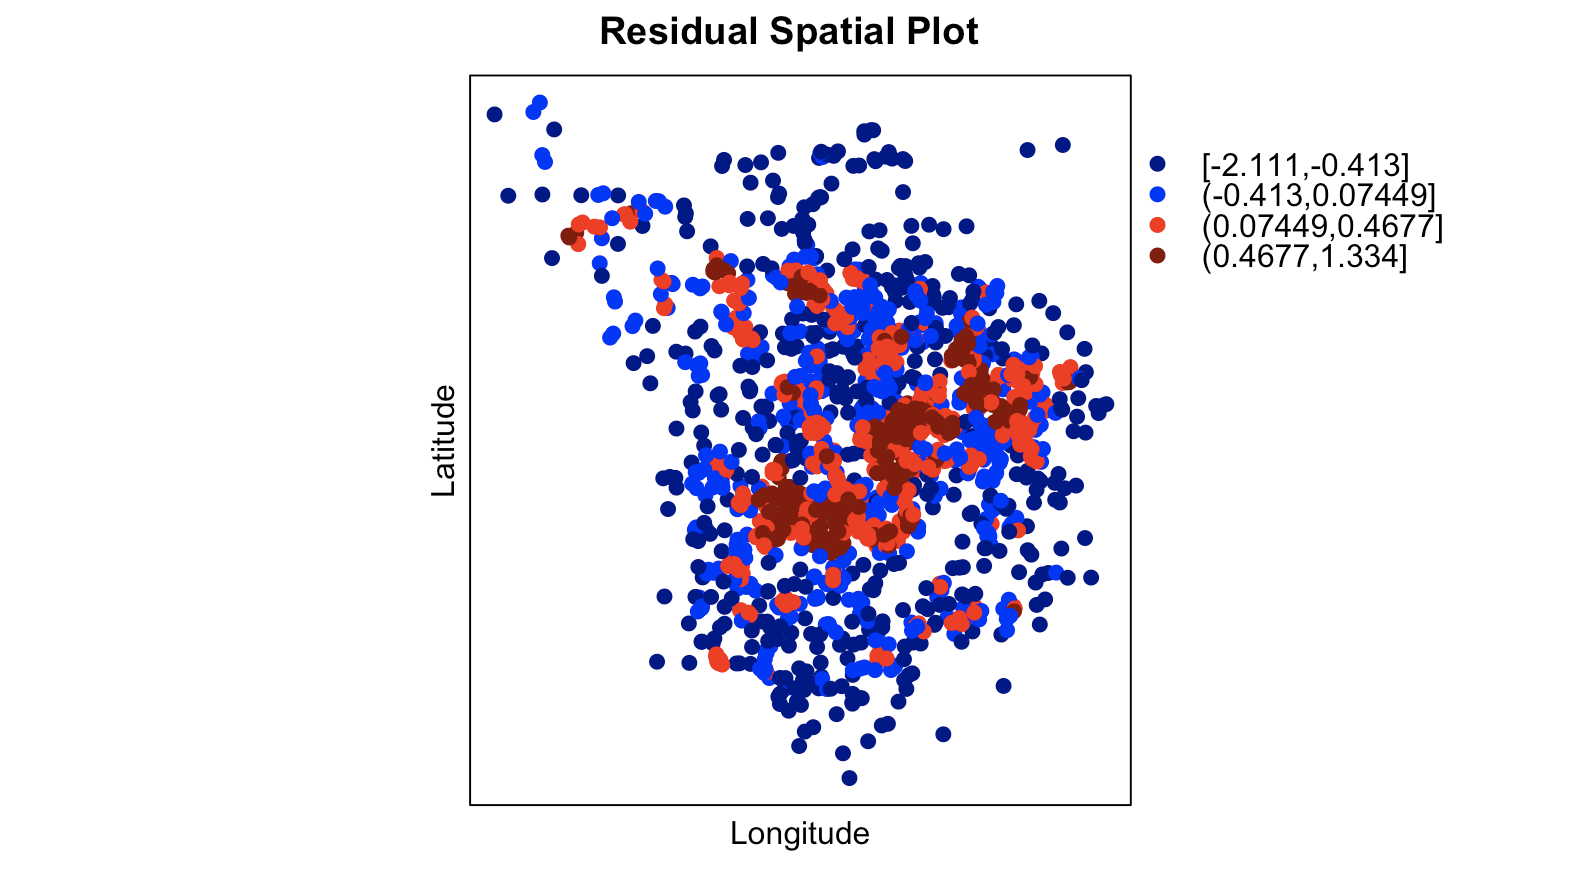 Residual Spatial Plot
[-2.111,-0.413]
(-0.413,0.07449]
(0.07449,0.4677]
(0.4677,1.334]
Latitude
Longitude